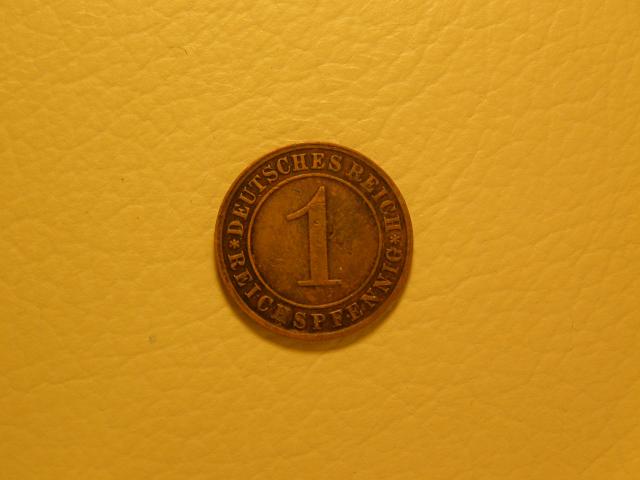 *DEUTSCHES REICH*
1
REICHSPFENNIG